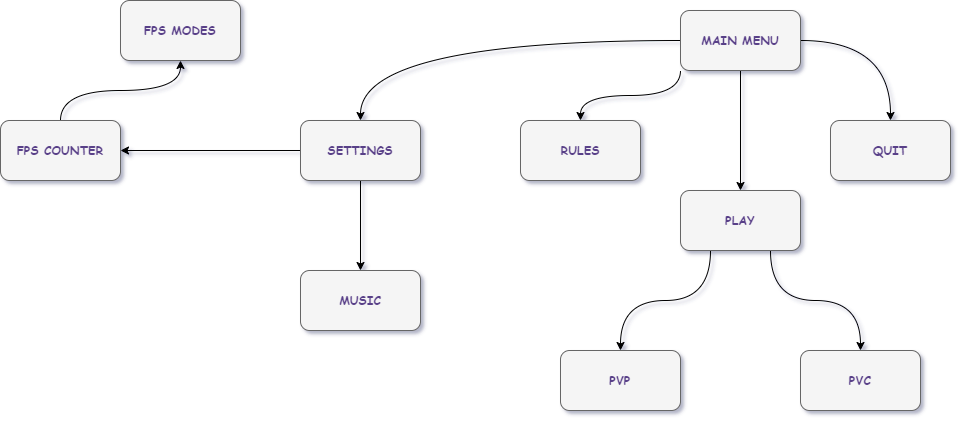 FPS MODES
MAIN MENU
FPS COUNTER
SETTINGS
RULES
QUIT
PLAY
MUSIC
PVP
PVC